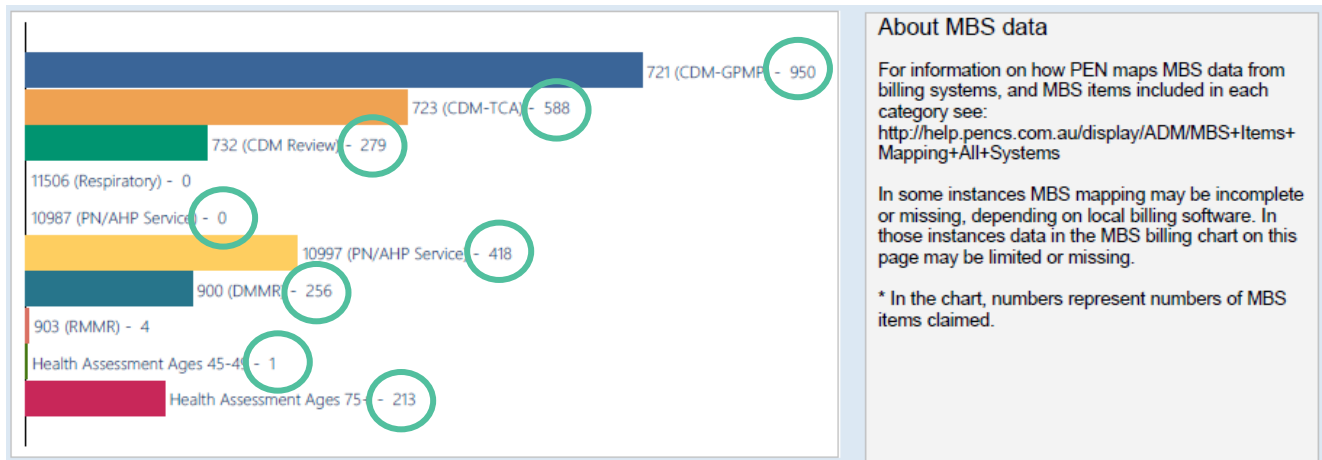 721 (CDM-GPMP) - 950
723 (CDM-TCA) - 588
732 (CDM Review) - 279
11506 (Respiratory) - 0
10987 (PN/AHP Service) - 0
10997 (PN/AHP Service) - 418
900 (DMMR) - 256
903 (RMMR) - 4
Health Assessment Ages 45-49 - 1
Health Assessment Ages 75+ - 213
About MBS data
For information on how PEN maps MBS data from
billing systems, and MBS items included in each
category see:
http://help.pencs.com.au/display/ADM/MBS+Items+
Mapping+All+Systems
In some instances MBS mapping may be incomplete
or missing, depending on local billing software. In
those instances data in the MBS billing chart on this
page may be limited or missing.
* In the chart, numbers represent numbers of MBS
items claimed.